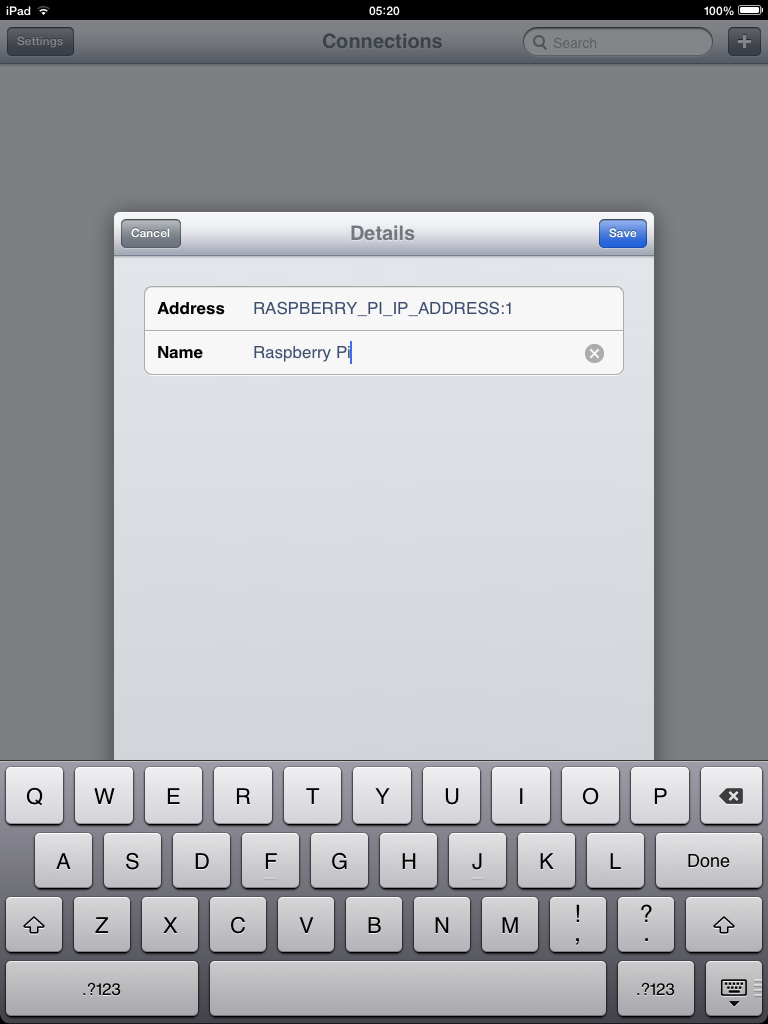 iPad 05:20 100%
Settings Connections Search +
Cancel Details Save
Address RASPBERRY_PI_IP_ADDRESS:1
Name Raspberry Pi
Q W E R T Y U I O P
A S D F G H J K L Done
Z X C V B N M ! , ? .
.?123 .?123